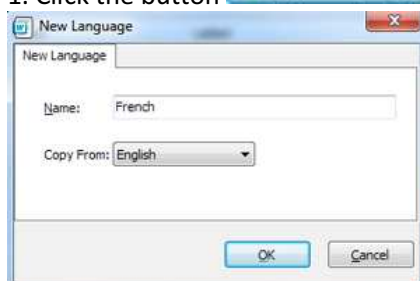 1. Click the button
New Language
New Language
Name: French
Copy From: English
OK Cancel